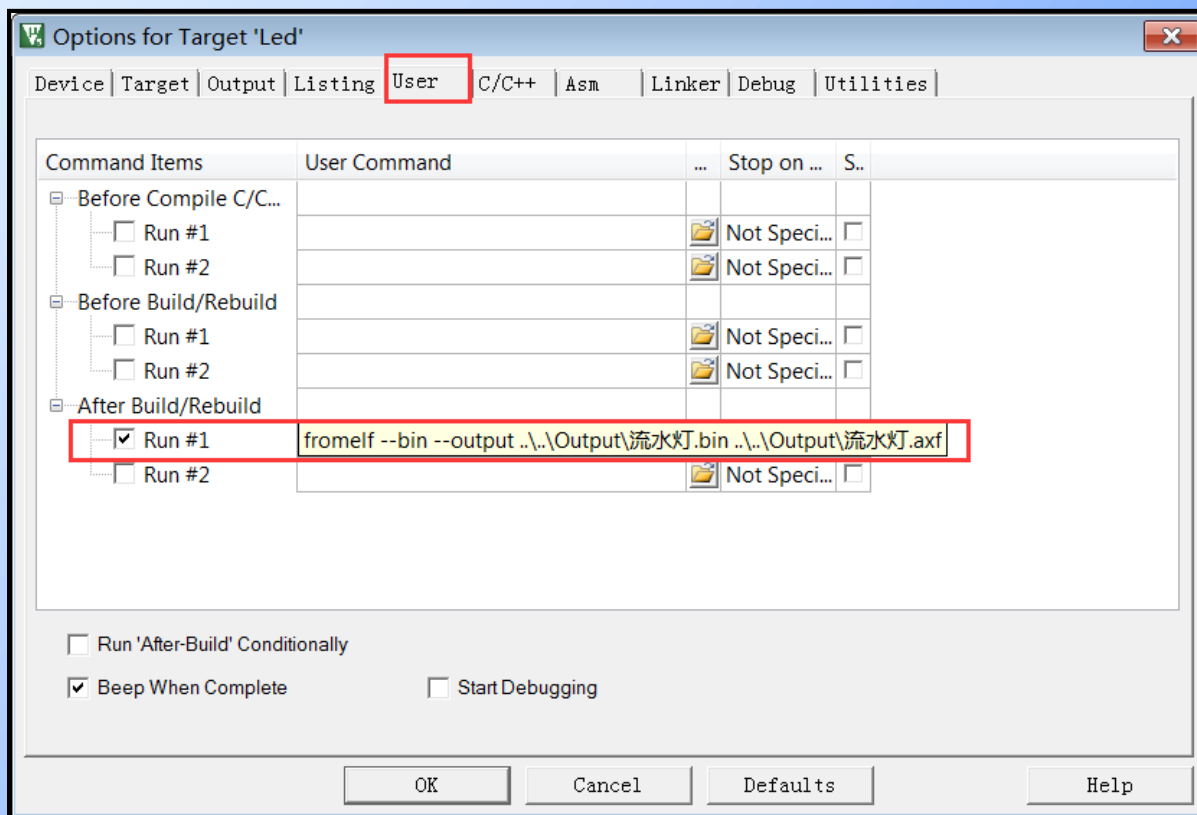 Options for Target 'Led'
Device Target Output Listing User C/C++ Asm Linker Debug Utilities
Command Items User Command ... Stop on ... S..
Before Compile C/C...
Run #1 Not Speci...
Run #2 Not Speci...
Before Build/Rebuild
Run #1 Not Speci...
Run #2 Not Speci...
After Build/Rebuild
Run #1 fromelf --bin --output ..\..\Output\流水灯.bin ..\..\Output\流水灯.axf
Run #2 Not Speci...
Run 'After-Build' Conditionally
Beep When Complete Start Debugging
OK Cancel Defaults Help